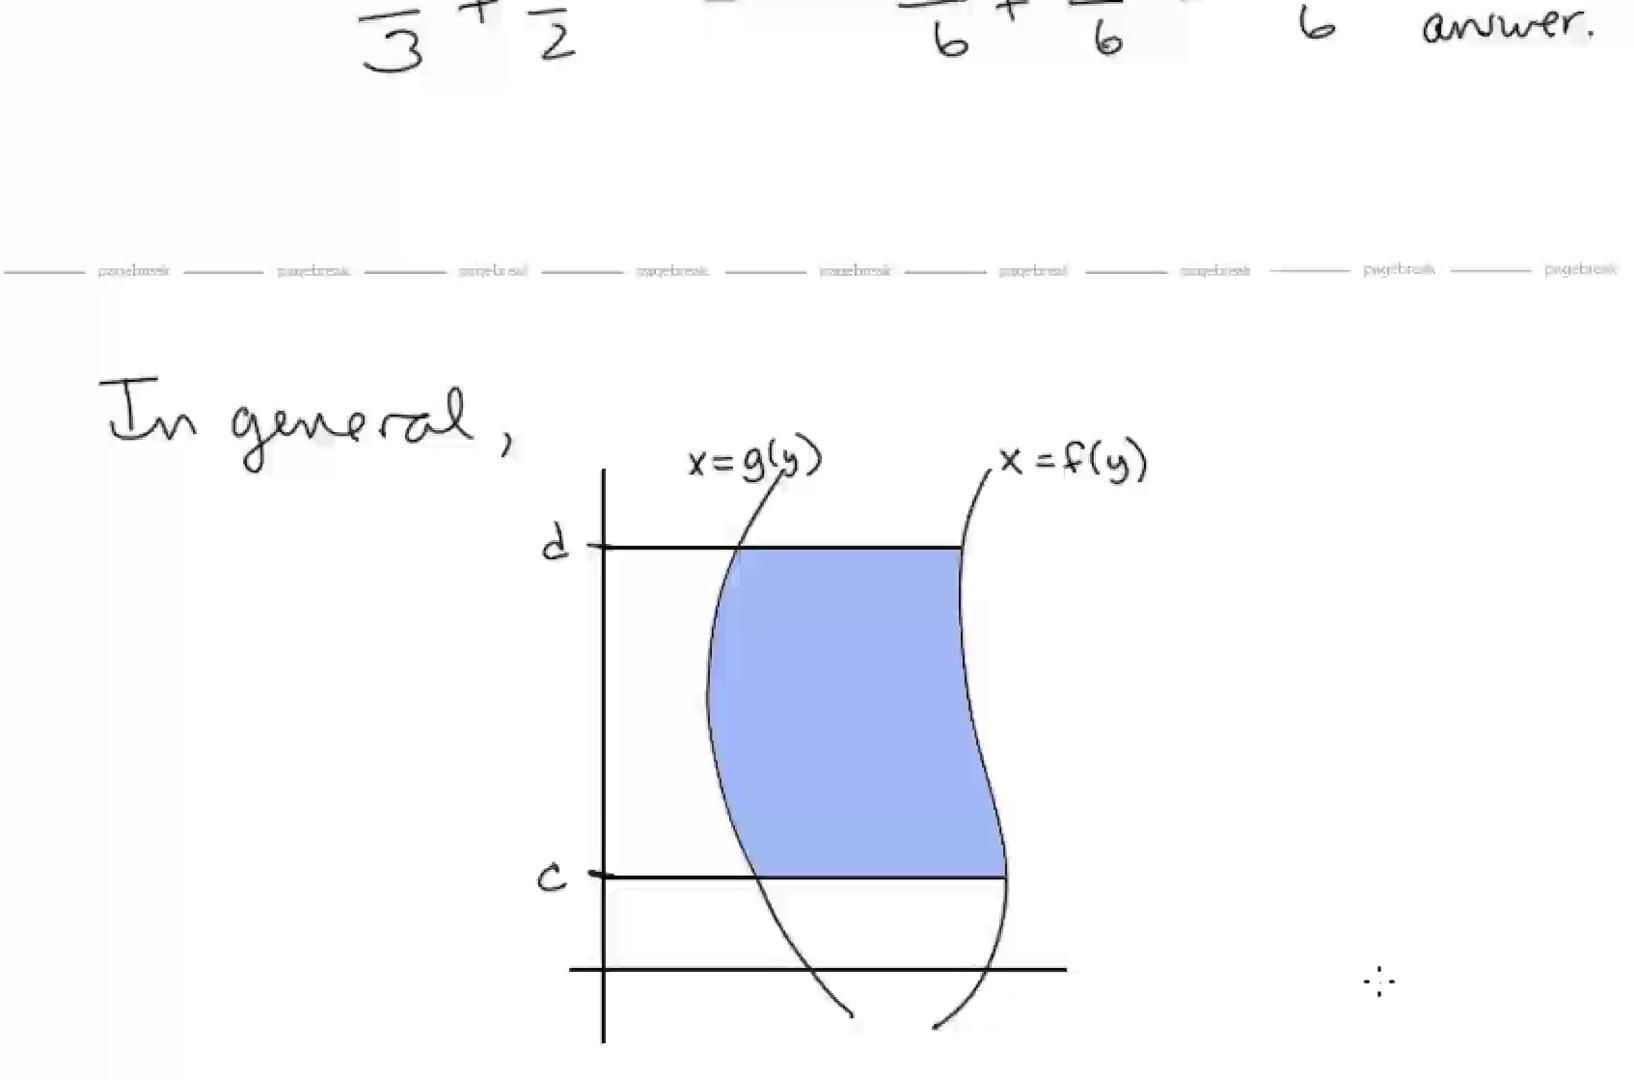 3 + 2 6 + 6 6 answer.
pagebreak pagebreak pagebreak pagebreak pagebreak pagebreak pagebreak pagebreak pagebreak
In general,
x=g(y) x=f(y)
d
c